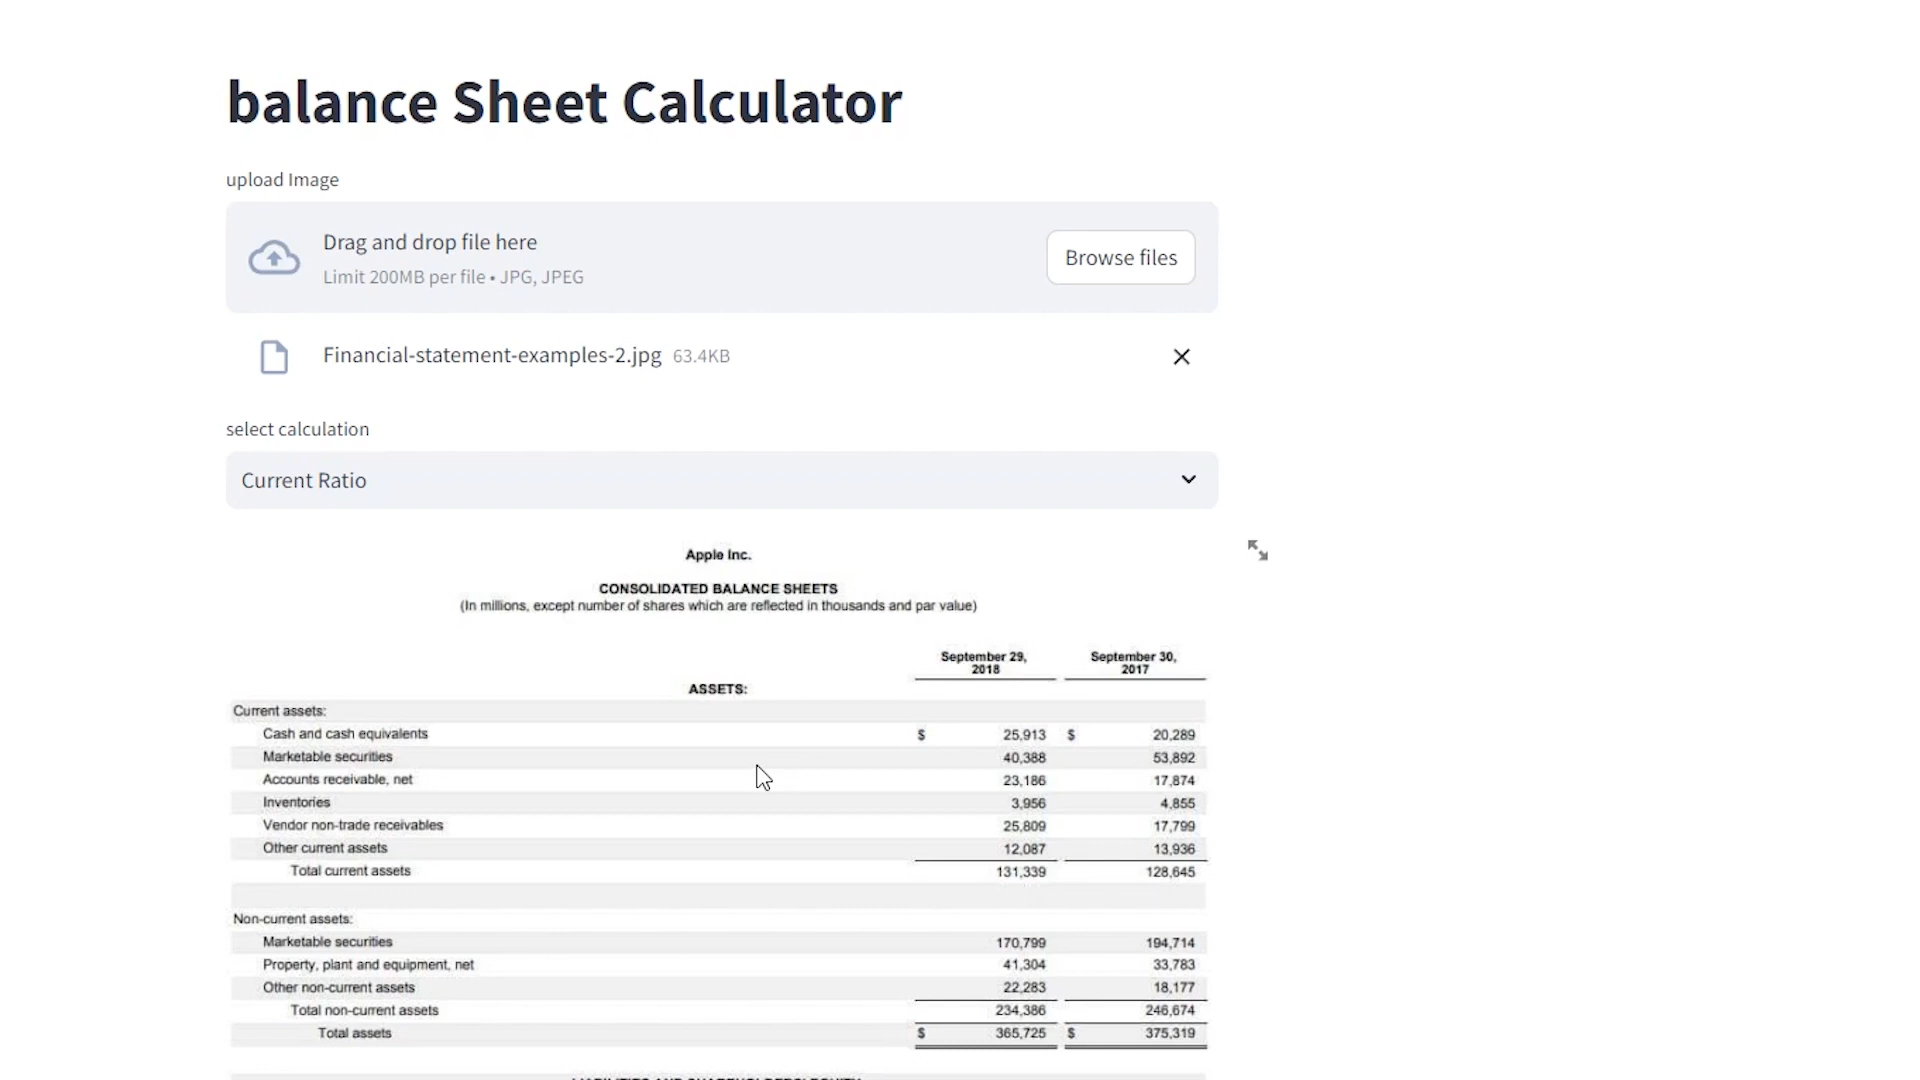 balance Sheet Calculator
upload Image
Drag and drop file here
Limit 200MB per file • JPG, JPEG
Browse files
Financial-statement-examples-2.jpg 63.4KB
select calculation
Current Ratio
Apple Inc.
CONSOLIDATED BALANCE SHEETS
(In millions, except number of shares which are reflected in thousands and par value)
September 29, 2018 September 30, 2017
ASSETS:
Current assets:
Cash and cash equivalents $ 25,913 $ 20,289
Marketable securities 40,388 53,892
Accounts receivable, net 23,186 17,874
Inventories 3,956 4,855
Vendor non-trade receivables 25,809 17,799
Other current assets 12,087 13,936
Total current assets 131,339 128,645
Non-current assets:
Marketable securities 170,799 194,714
Property, plant and equipment, net 41,304 33,783
Other non-current assets 22,283 18,177
Total non-current assets 234,386 246,674
Total assets $ 365,725 $ 375,319